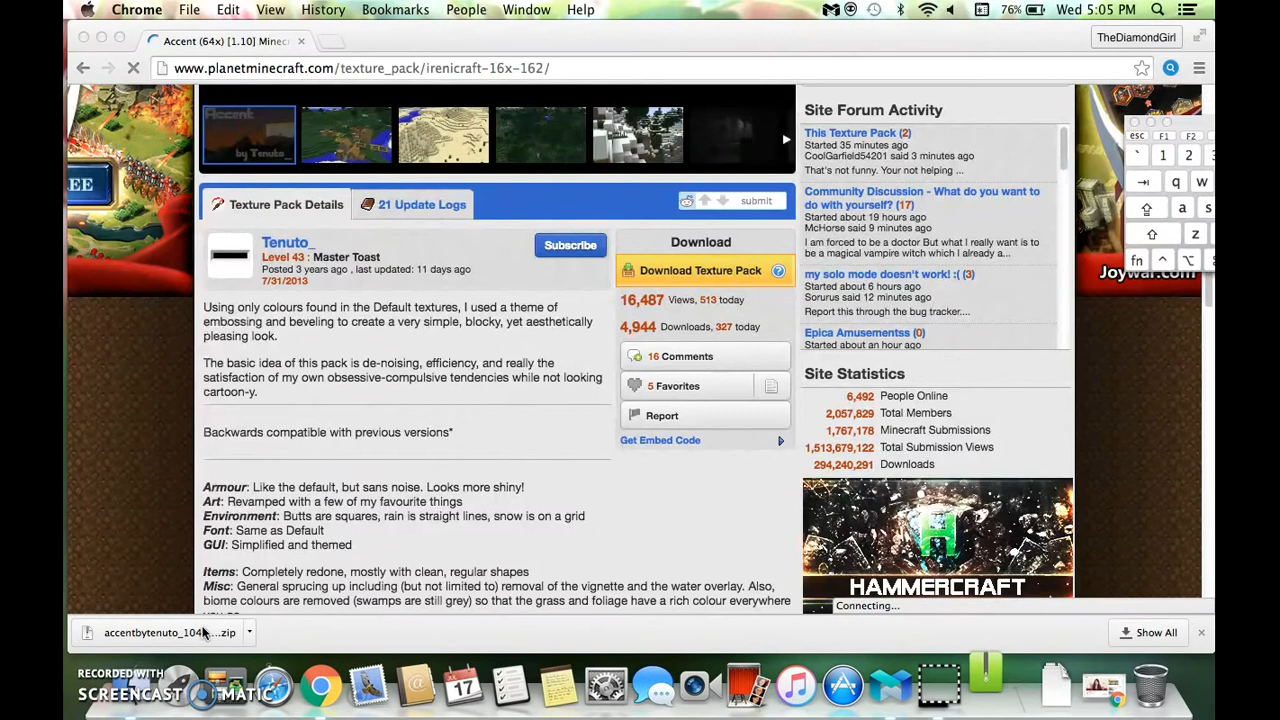 Chrome File Edit View History Bookmarks People Window Help 76% Wed 5:05 PM
Accent (64x) [1.10] Minec
TheDiamondGirl
www.planetminecraft.com/texture_pack/irenicraft-16x-162/
Accent
by Tenuto_
EE
Texture Pack Details
21 Update Logs
submit
Tenuto_
Level 43 : Master Toast
Posted 3 years ago , last updated: 11 days ago
7/31/2013
Subscribe
Using only colours found in the Default textures, I used a theme of
embossing and beveling to create a very simple, blocky, yet aesthetically
pleasing look.
The basic idea of this pack is de-noising, efficiency, and really the
satisfaction of my own obsessive-compulsive tendencies while not looking
cartoon-y.
Backwards compatible with previous versions*
Armour: Like the default, but sans noise. Looks more shiny!
Art: Revamped with a few of my favourite things
Environment: Butts are squares, rain is straight lines, snow is on a grid
Font: Same as Default
GUI: Simplified and themed
Items: Completely redone, mostly with clean, regular shapes
Misc: General sprucing up including (but not limited to) removal of the vignette and the water overlay. Also,
biome colours are removed (swamps are still grey) so that the grass and foliage have a rich colour everywhere
Download
Download Texture Pack ?
16,487 Views, 513 today
4,944 Downloads, 327 today
16 Comments
5 Favorites
Report
Get Embed Code
Site Forum Activity
This Texture Pack (2)
Started 35 minutes ago
CoolGarfield54201 said 3 minutes ago
That's not funny. Your not helping ...
Community Discussion - What do you want to
do with yourself? (17)
Started about 19 hours ago
McHorse said 9 minutes ago
I am forced to be a doctor But what I really want is to
be a magical vampire witch which I already a...
my solo mode doesn't work! :( (3)
Started about 6 hours ago
Sorurus said 12 minutes ago
Report this through the bug tracker....
Epica Amusementss (0)
Started about an hour ago
Site Statistics
6,492 People Online
2,057,829 Total Members
1,767,178 Minecraft Submissions
1,513,679,122 Total Submission Views
294,240,291 Downloads
H
HAMMERCRAFT
Connecting...
esc F1 F2
` 1 2 3
q w
a s
z
fn ^ ⌥
Joywar.com
accentbytenuto_104....zip
Show All
RECORDED WITH
SCREENCAST MATIC
17